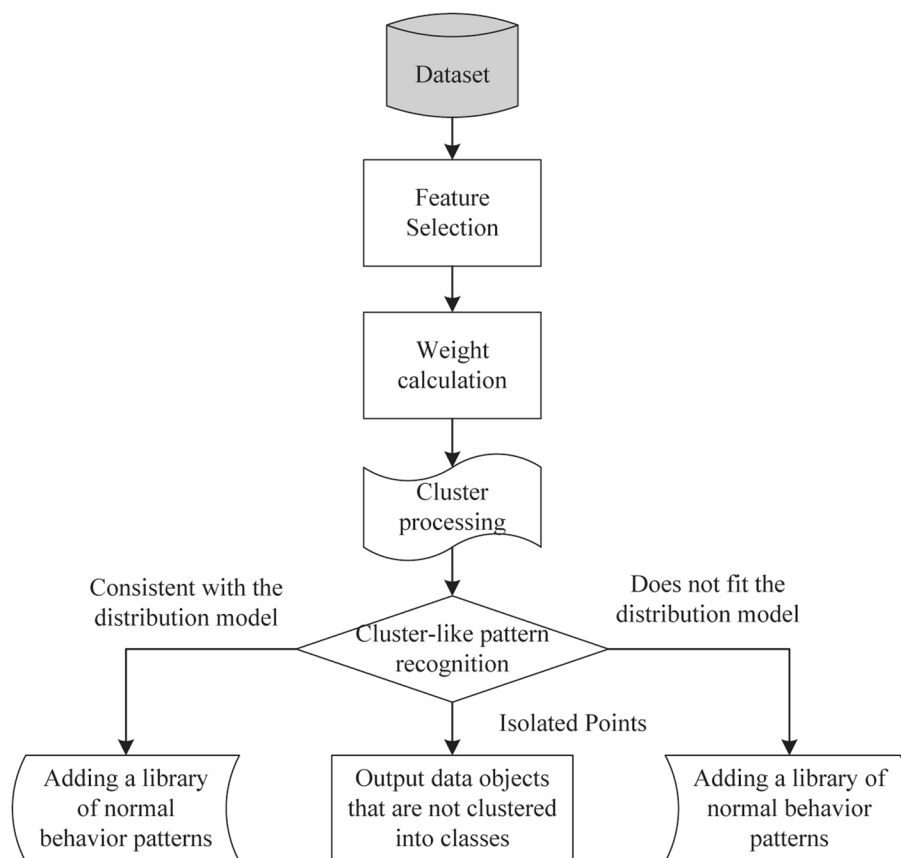 Dataset
Feature
Selection
Weight
calculation
Cluster
processing
Consistent with the
distribution model
Does not fit the
distribution model
Cluster-like pattern
recognition
Isolated Points
Adding a library
of normal
behavior patterns
Output data objects
that are not clustered
into classes
Adding a library of
normal behavior
patterns